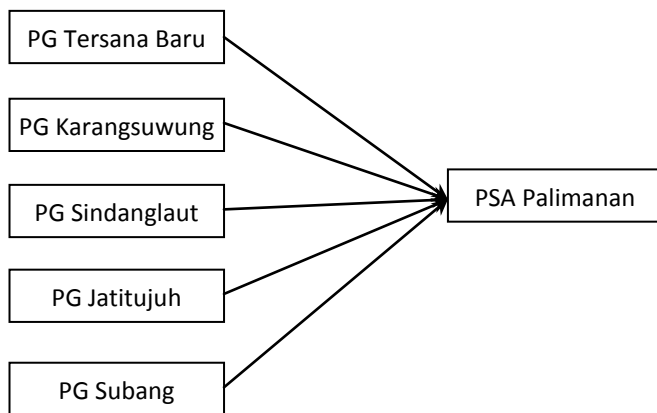 PG Tersana Baru
PG Karangsuwung
PSA Palimanan
PG Sindanglaut
PG Jatitujuh
PG Subang